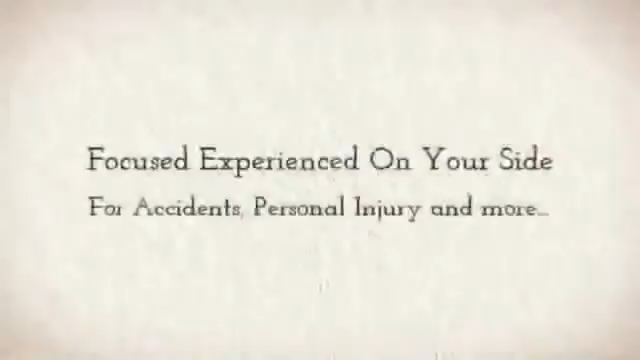 Focused Experienced On Your Side
For Accidents, Personal Injury and more...